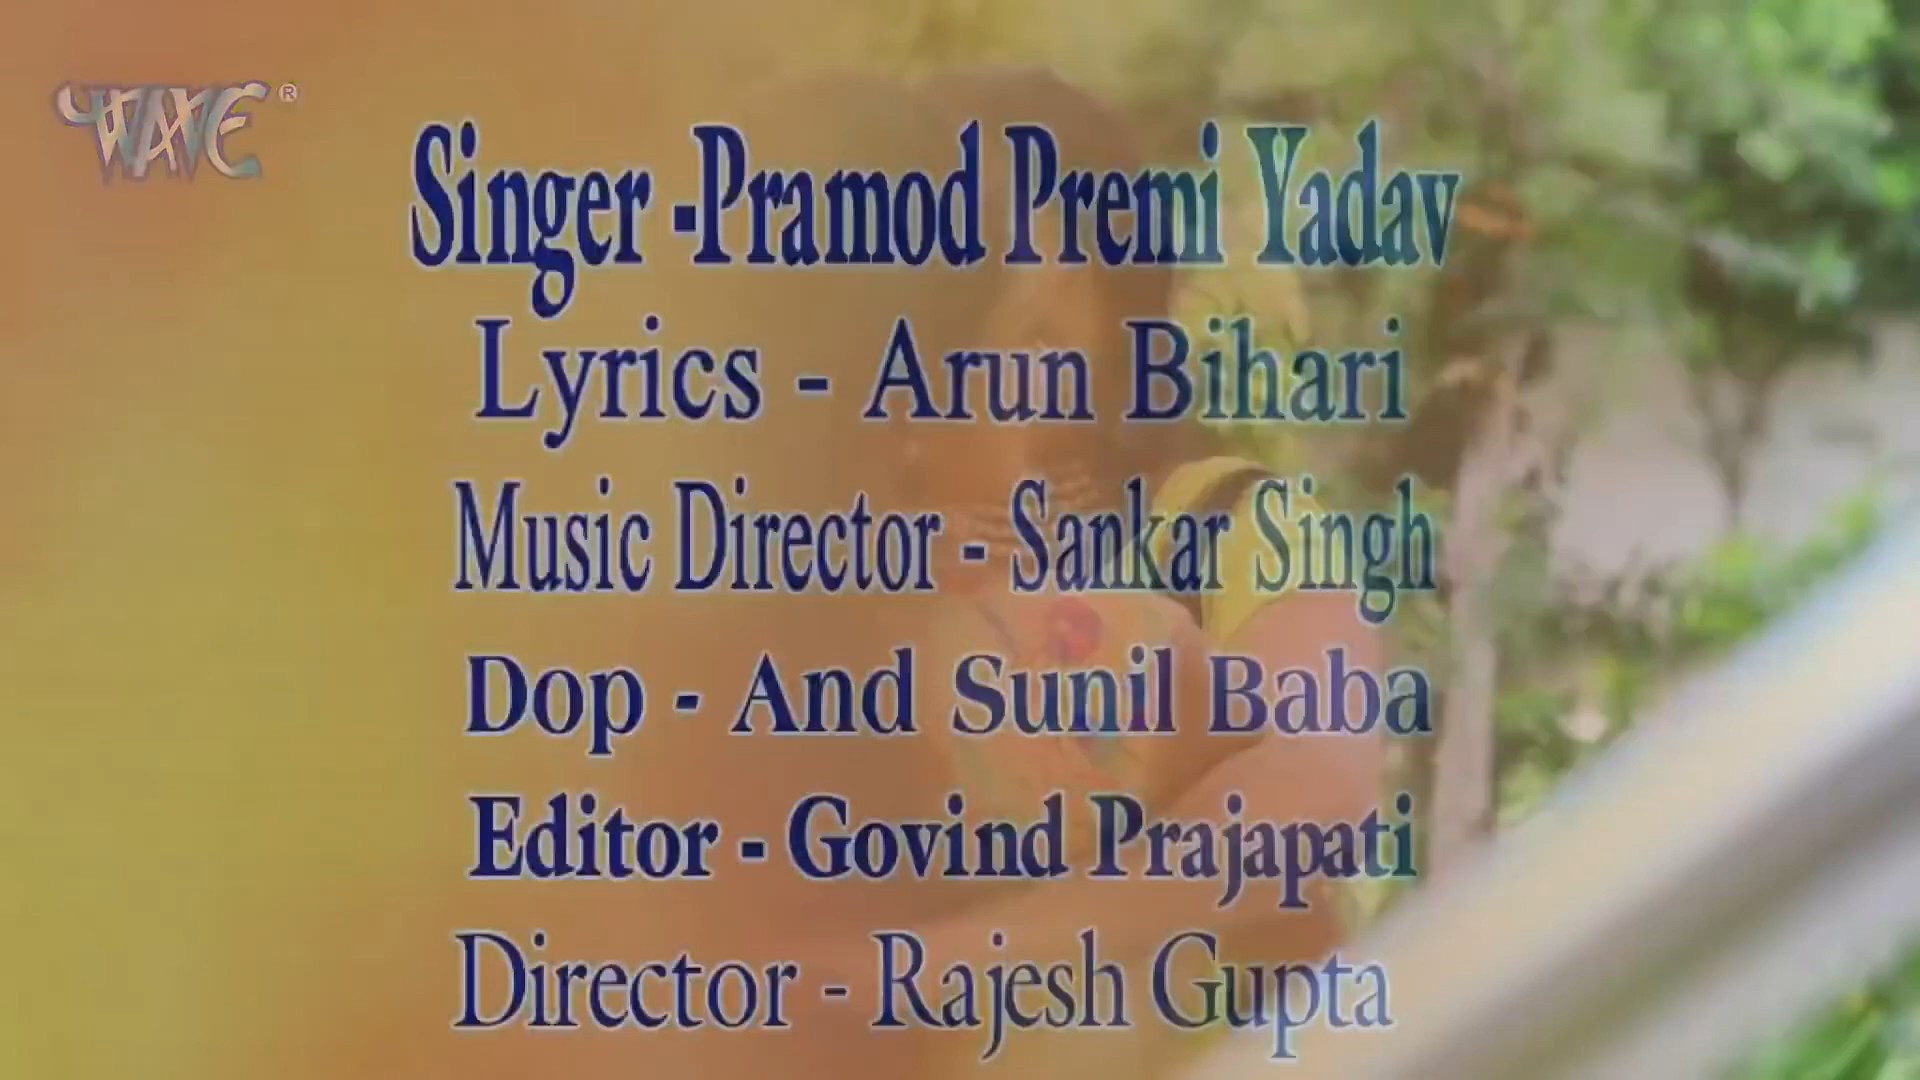 WAVE ®
Singer -Pramod Premi Yadav
Lyrics - Arun Bihari
Music Director - Sankar Singh
Dop - And Sunil Baba
Editor - Govind Prajapati
Director - Rajesh Gupta